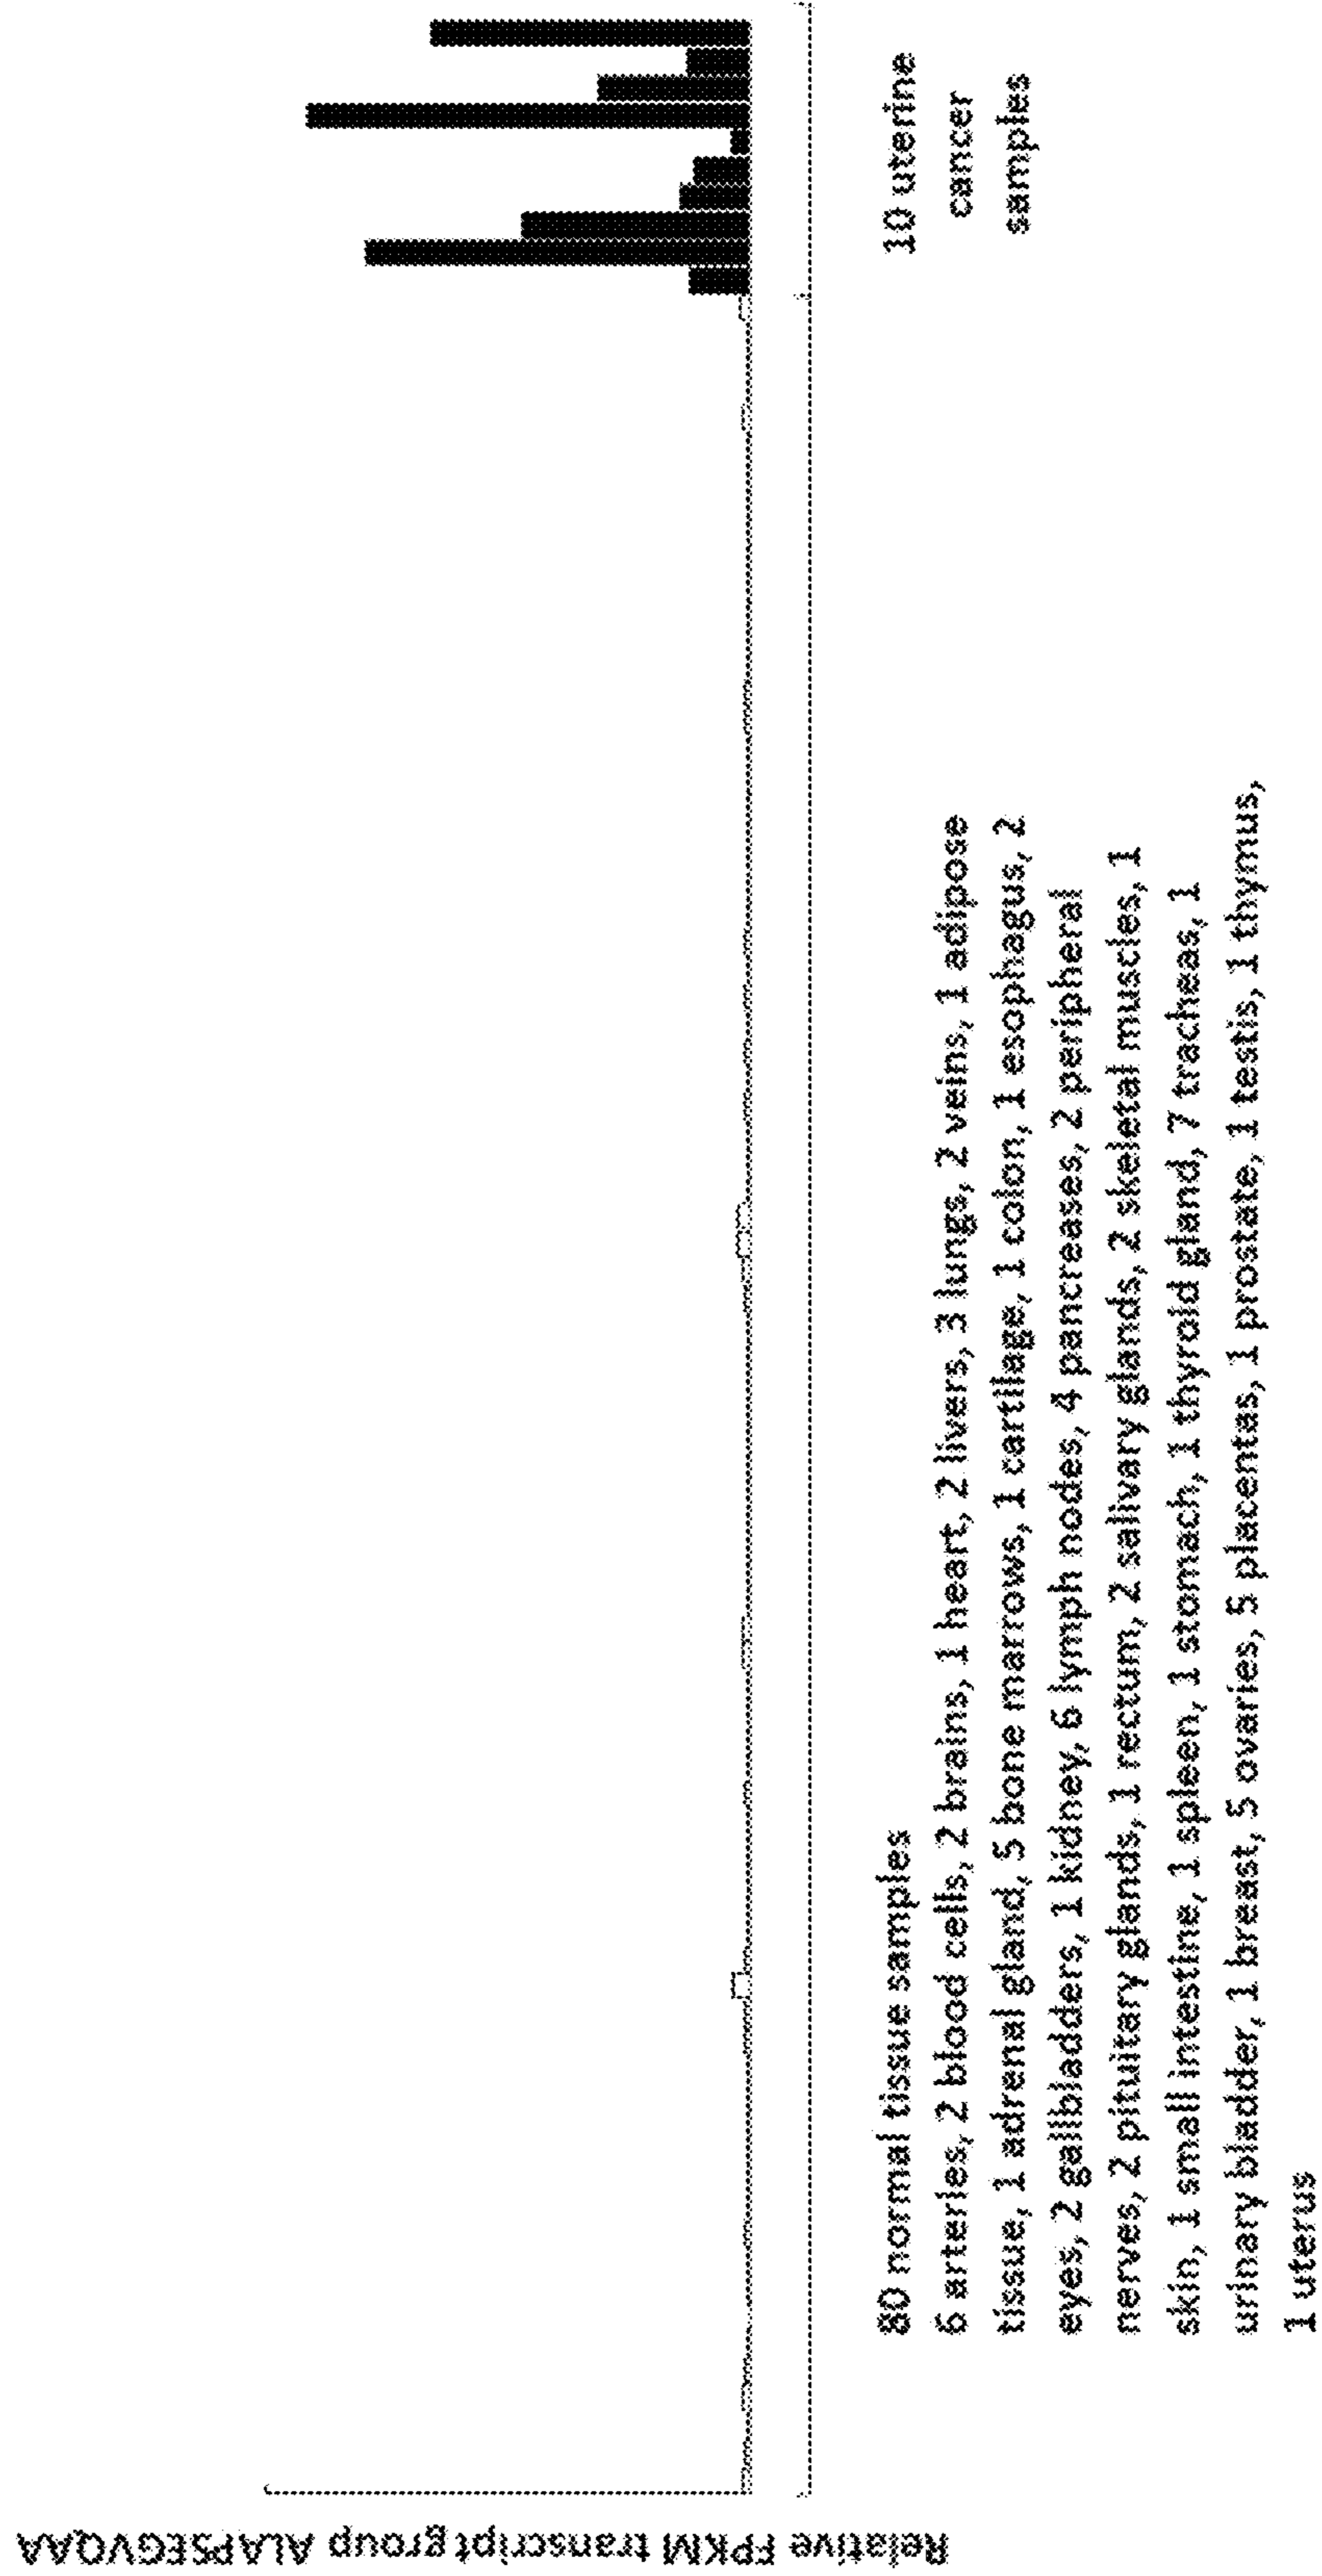 Relative FPKM transcript group ALAPSEGVQAA
80 normal tissue samples
6 arteries, 2 blood cells, 2 brains, 1 heart, 2 livers, 3 lungs, 2 veins, 1 adipose
tissue, 1 adrenal gland, 5 bone marrows, 1 cartilage, 1 colon, 1 esophagus, 2
eyes, 2 gallbladders, 1 kidney, 6 lymph nodes, 4 pancreases, 2 peripheral
nerves, 2 pituitary glands, 1 rectum, 2 salivary glands, 2 skeletal muscles, 1
skin, 1 small intestine, 1 spleen, 1 stomach, 1 thyroid gland, 7 tracheas, 1
urinary bladder, 1 breast, 5 ovaries, 5 placentas, 1 prostate, 1 testis, 1 thymus,
1 uterus
10 uterine
cancer
samples